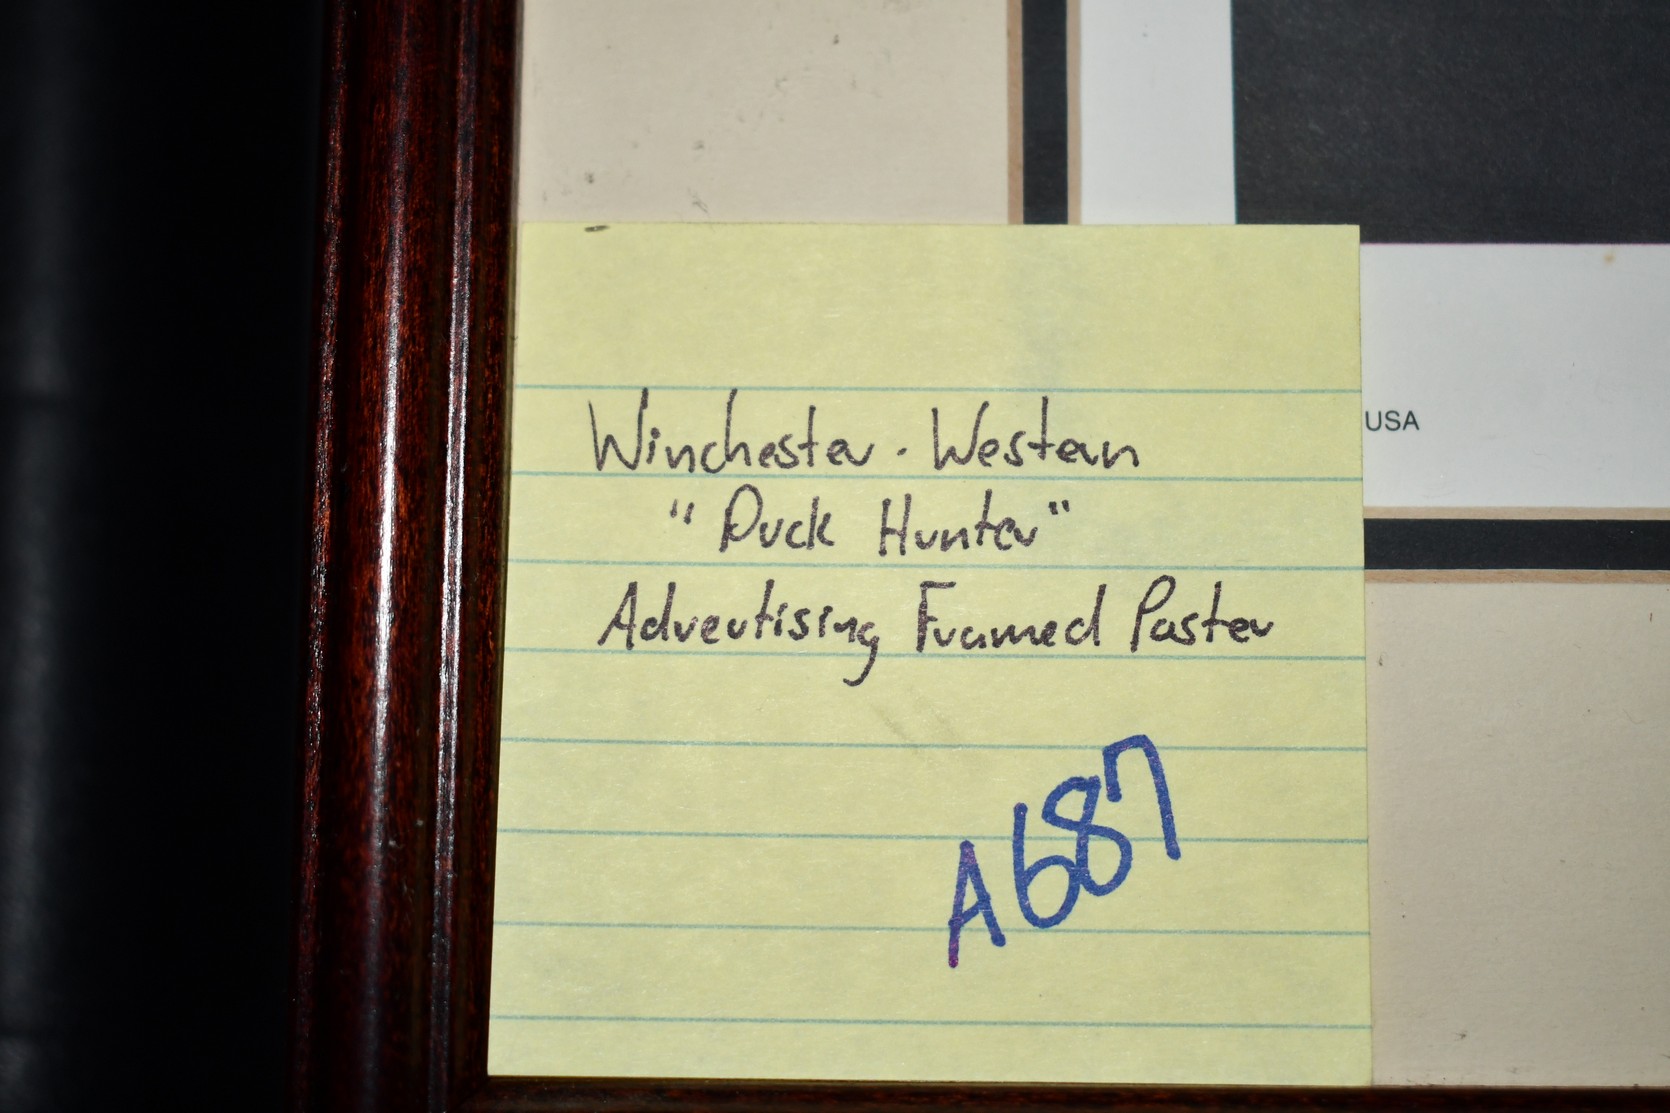 Winchester. Western
"Duck Hunter"
Advertising Framed Poster
A687
USA